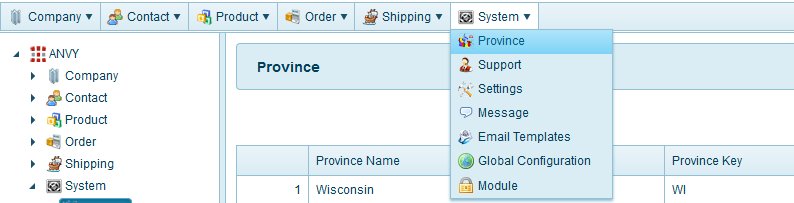 Company Contact Product Order Shipping System
Province
Support
Settings
Message
Email Templates
Global Configuration
Module
ANVY
Company
Contact
Product
Order
Shipping
System
Province
Province Name Province Key
1 Wisconsin WI